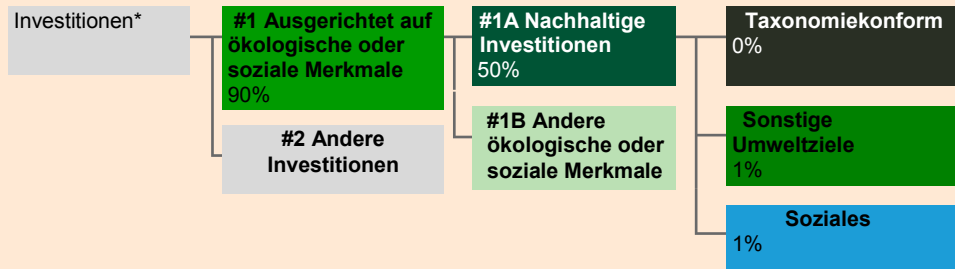 Investitionen*
#1 Ausgerichtet auf
ökologische oder
soziale Merkmale
90%
#2 Andere
Investitionen
#1A Nachhaltige
Investitionen
50%
#1B Andere
ökologische oder
soziale Merkmale
Taxonomiekonform
0%
Sonstige
Umweltziele
1%
Soziales
1%